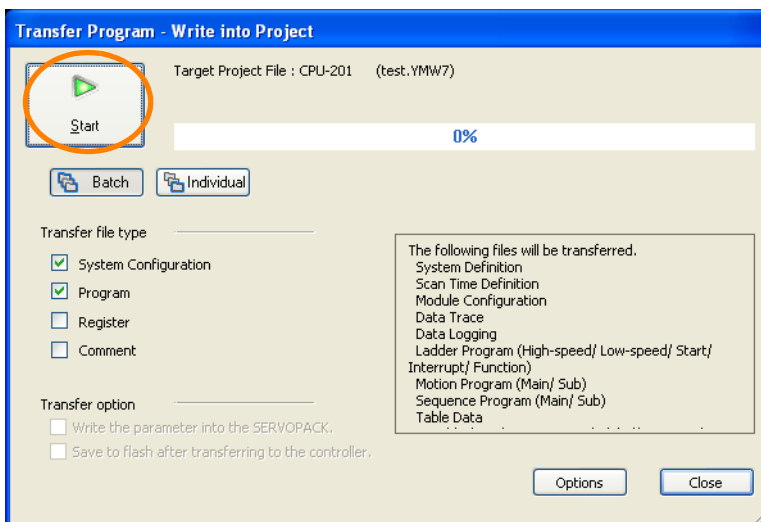 Transfer Program - Write into Project
Target Project File : CPU-201 (test.YMW7)
Start
0%
Batch
Individual
Transfer file type
System Configuration
Program
Register
Comment
The following files will be transferred.
System Definition
Scan Time Definition
Module Configuration
Data Trace
Data Logging
Ladder Program (High-speed/ Low-speed/ Start/
Interrupt/ Function)
Motion Program (Main/ Sub)
Sequence Program (Main/ Sub)
Table Data
Transfer option
Write the parameter into the SERVOPACK.
Save to flash after transferring to the controller.
Options
Close